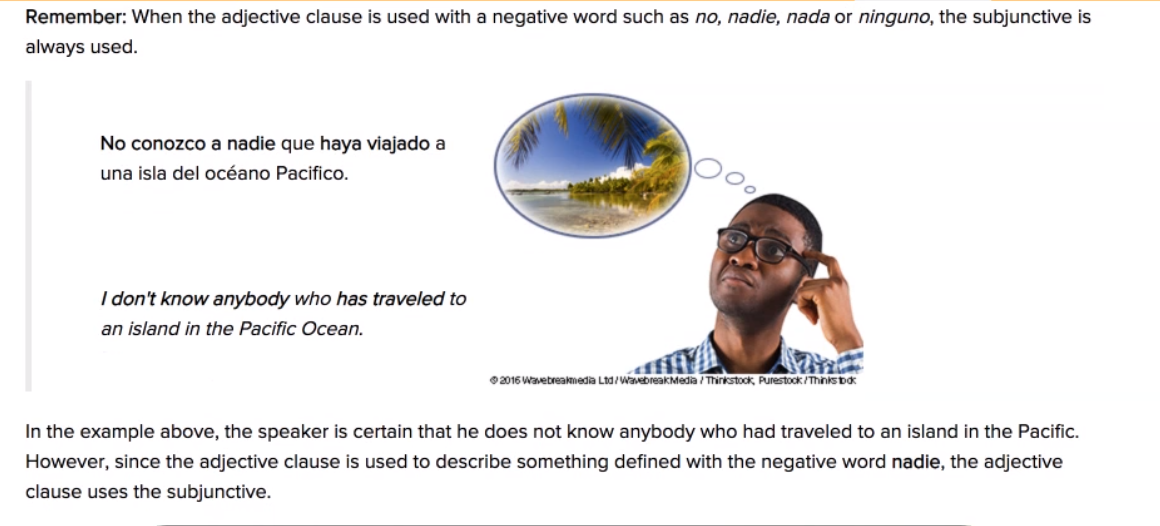 Remember: When the adjective clause is used with a negative word such as no, nadie, nada or ninguno, the subjunctive is
always used.
No conozco a nadie que haya viajado a
una isla del océano Pacifico.
I don't know anybody who has traveled to
an island in the Pacific Ocean.
© 2016 Wavebreakmedia Ltd / Wavebreak Media / Thinkstock, Purestock / Thinkstock
In the example above, the speaker is certain that he does not know anybody who had traveled to an island in the Pacific.
However, since the adjective clause is used to describe something defined with the negative word nadie, the adjective
clause uses the subjunctive.